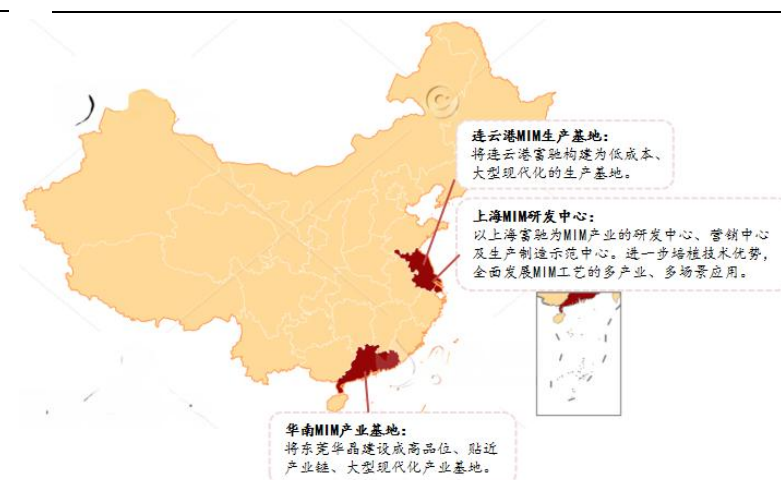 连云港MIM生产基地：
将连云港富驰构建为低成本、
大型现代化的生产基地。
上海MIM研发中心：
以上海富驰为MIM产业的研发中心、营销中心
及生产制造示范中心。进一步培植技术优势，
全面发展MIM工艺的多产业、多场景应用。
华南MIM产业基地：
将东莞华晶建设成高品位、贴近
产业链、大型现代化产业基地。